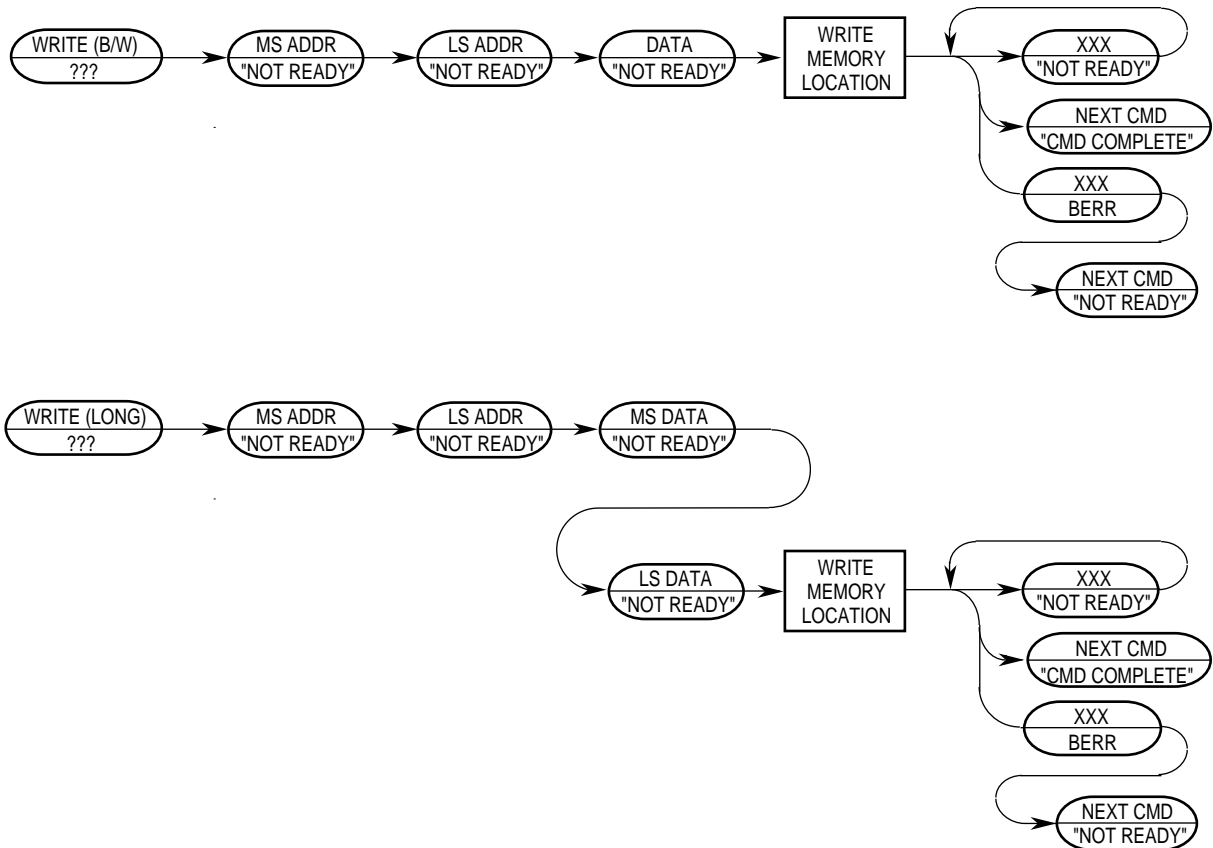 WRITE (B/W)
???
MS ADDR
"NOT READY"
LS ADDR
"NOT READY"
DATA
"NOT READY"
WRITE
MEMORY
LOCATION
XXX
"NOT READY"
NEXT CMD
"CMD COMPLETE"
XXX
BERR
NEXT CMD
"NOT READY"
WRITE (LONG)
???
MS ADDR
"NOT READY"
LS ADDR
"NOT READY"
MS DATA
"NOT READY"
LS DATA
"NOT READY"
WRITE
MEMORY
LOCATION
XXX
"NOT READY"
NEXT CMD
"CMD COMPLETE"
XXX
BERR
NEXT CMD
"NOT READY"